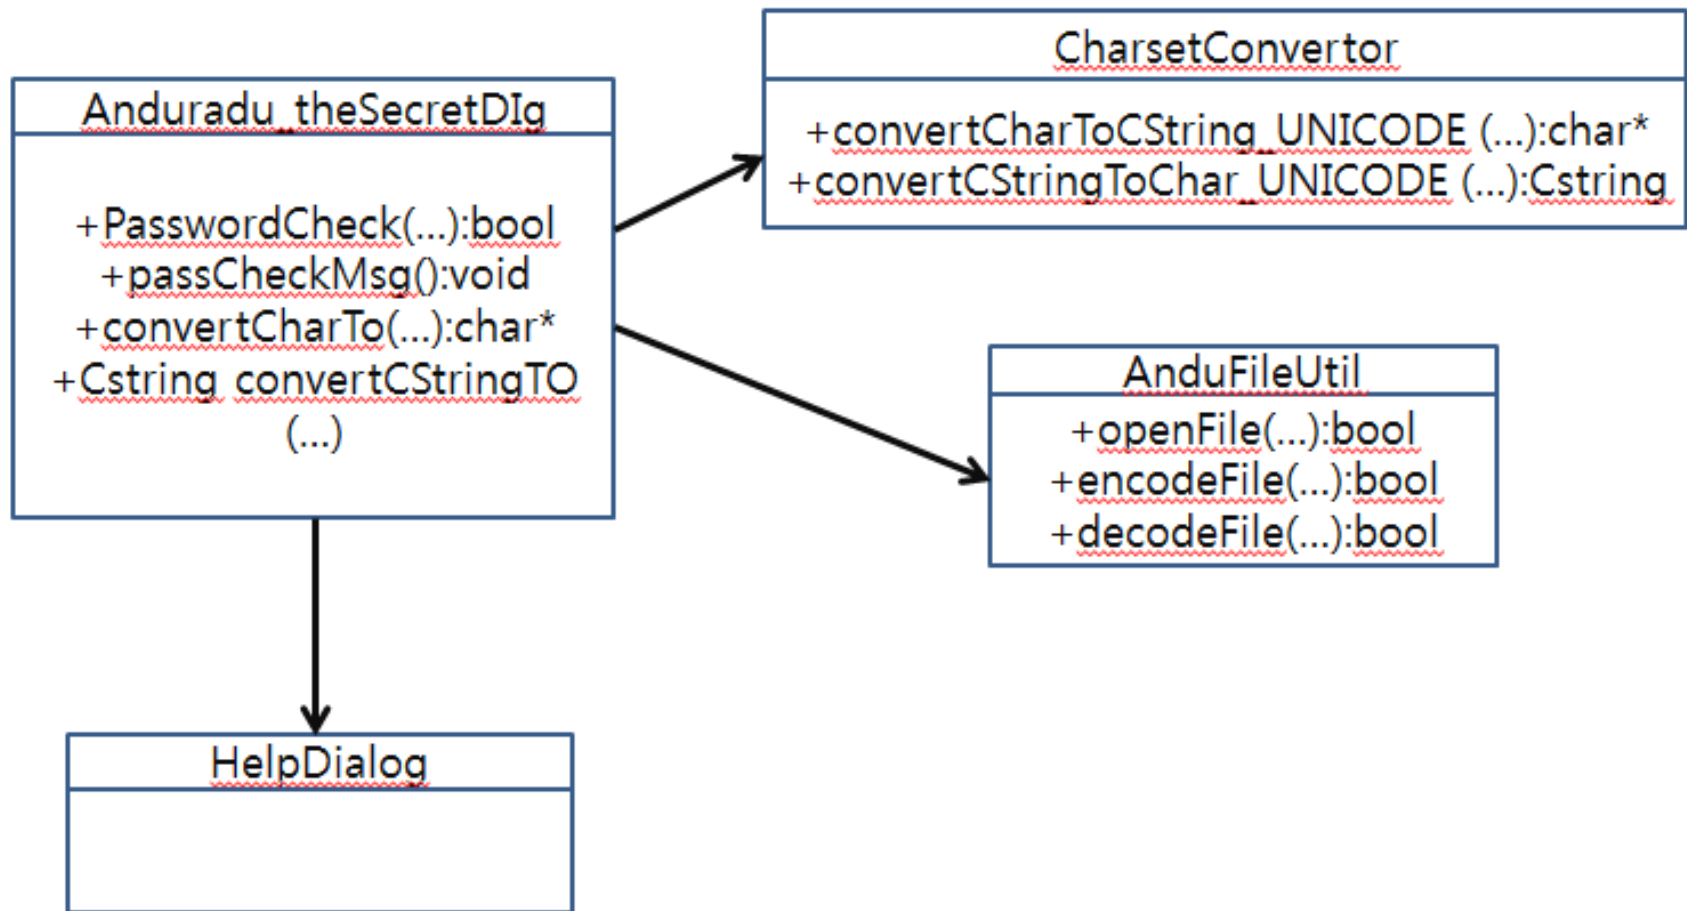 Anduradu_theSecretDIg
+PasswordCheck(...):bool
+passCheckMsg():void
+convertCharTo(...):char*
+Cstring convertCStringTO
(...)
CharsetConvertor
+convertCharToCString_UNICODE (...):char*
+convertCStringToChar_UNICODE (...):Cstring
AnduFileUtil
+openFile(...):bool
+encodeFile(...):bool
+decodeFile(...):bool
HelpDialog